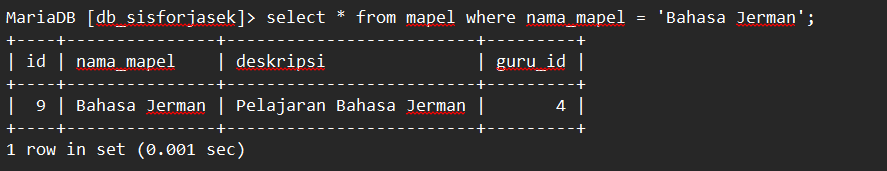 MariaDB [db_sisforjasek]> select * from mapel where nama_mapel = 'Bahasa Jerman';
+----+---------------+-------------------------+---------+
| id | nama_mapel    | deskripsi               | guru_id |
+----+---------------+-------------------------+---------+
|  9 | Bahasa Jerman | Pelajaran Bahasa Jerman |       4 |
+----+---------------+-------------------------+---------+
1 row in set (0.001 sec)